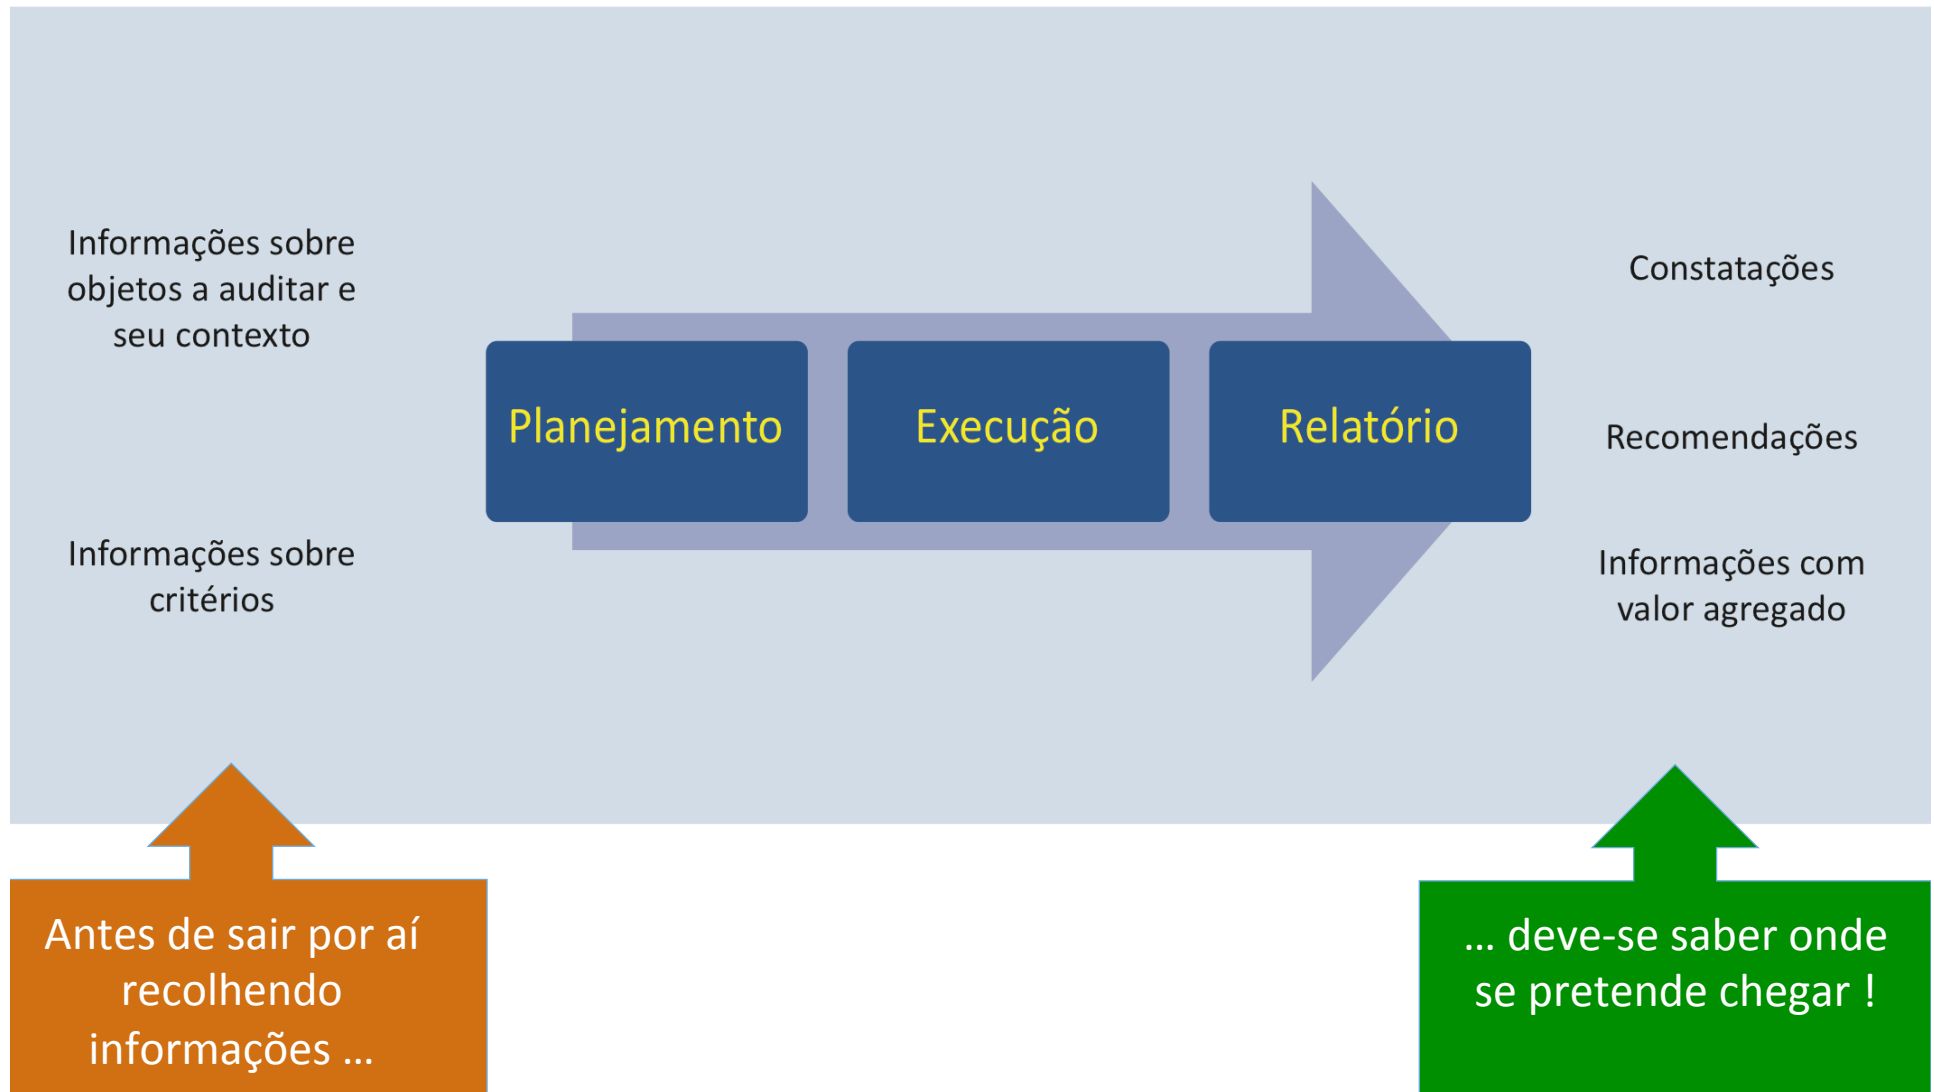 Informações sobre
objetos a auditar e
seu contexto
Informações sobre
critérios
Planejamento
Execução
Relatório
Constatações
Recomendações
Informações com
valor agregado
Antes de sair por aí
recolhendo
informações ...
... deve-se saber onde
se pretende chegar !